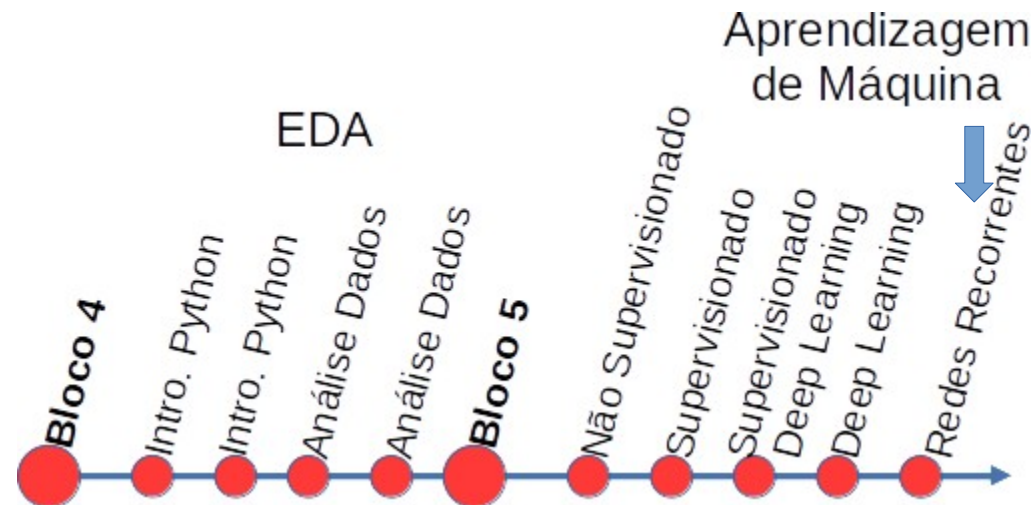 Aprendizagem
de Máquina
EDA
Bloco 4
Intro. Python
Intro. Python
Análise Dados
Análise Dados
Bloco 5
Não Supervisionado
Supervisionado
Supervisionado
Deep Learning
Deep Learning
Redes Recorrentes